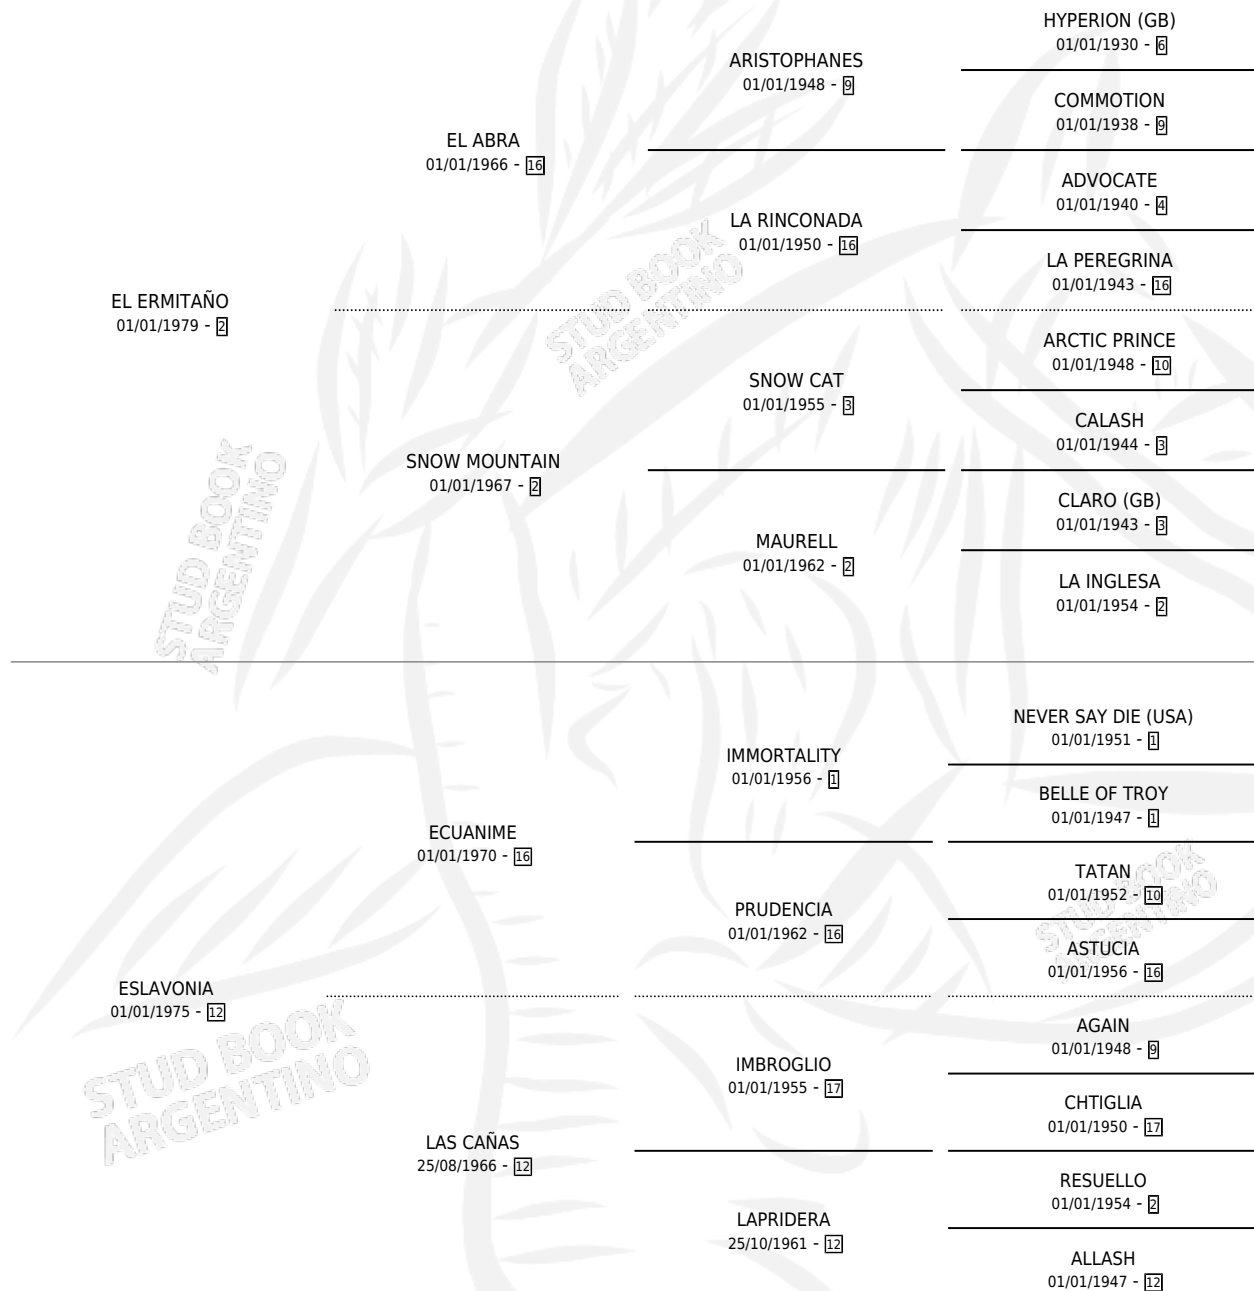 HYPERION (GB)
01/01/1930 - 6
ARISTOPHANES
01/01/1948 - 9
COMMOTION
01/01/1938 - 9
EL ABRA
01/01/1966 - 16
ADVOCATE
01/01/1940 - 4
LA RINCONADA
01/01/1950 - 16
LA PEREGRINA
01/01/1943 - 16
EL ERMITAÑO
01/01/1979 - 2
STUD BOOK
ARGENTINO
ARCTIC PRINCE
01/01/1948 - 10
SNOW CAT
01/01/1955 - 3
CALASH
01/01/1944 - 3
SNOW MOUNTAIN
01/01/1967 - 2
CLARO (GB)
01/01/1943 - 3
MAURELL
01/01/1962 - 2
LA INGLESA
01/01/1954 - 2
STUD BOOK
ARGENTINO
NEVER SAY DIE (USA)
01/01/1951 - 1
IMMORTALITY
01/01/1956 - 1
BELLE OF TROY
01/01/1947 - 1
ECUANIME
01/01/1970 - 16
TATAN
01/01/1952 - 10
PRUDENCIA
01/01/1962 - 16
STUD BOOK
ARGENTINO
ASTUCIA
01/01/1956 - 16
ESLAVONIA
01/01/1975 - 12
STUD BOOK
ARGENTINO
AGAIN
01/01/1948 - 9
IMBROGLIO
01/01/1955 - 17
CHTIGLIA
01/01/1950 - 17
LAS CAÑAS
25/08/1966 - 12
RESUELLO
01/01/1954 - 2
LAPRIDERA
25/10/1961 - 12
ALLASH
01/01/1947 - 12